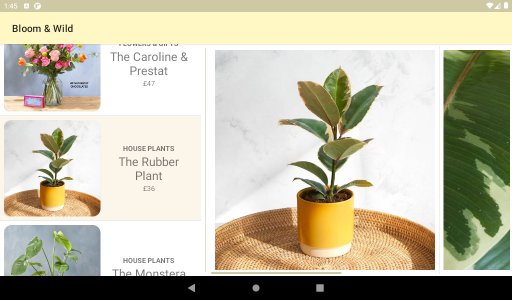 1:45
Bloom & Wild
FLOWERS & GIFTS
The Caroline &
Prestat
£47
HOUSE PLANTS
The Rubber
Plant
£36
HOUSE PLANTS
The Monstera